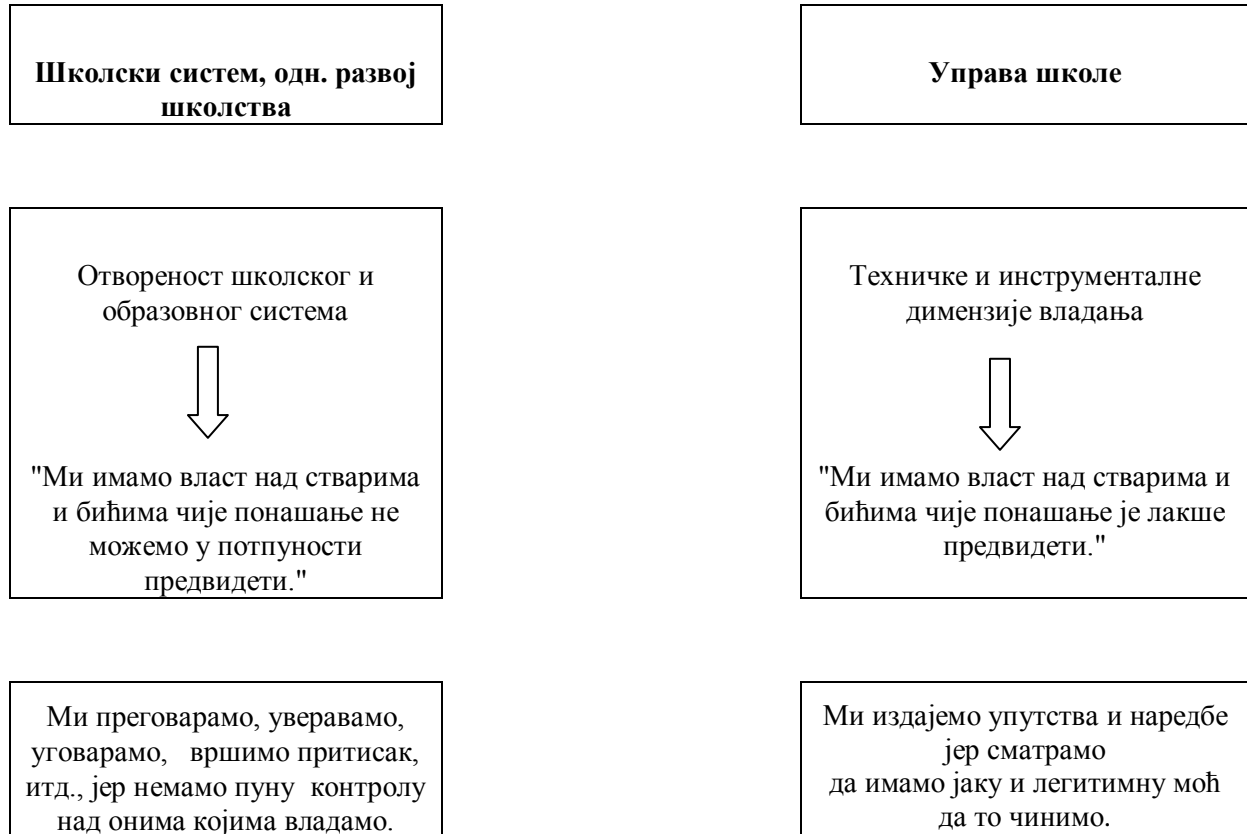 Школски систем, одн. развој
школства
Управа школе
Отвореност школског и
образовног система
"Ми имамо власт над стварима
и бићима чије понашање не
можемо у потпуности
предвидети."
Техничке и инструменталне
димензије владања
"Ми имамо власт над стварима и
бићима чије понашање је лакше
предвидети."
Ми преговарамо, уверавамо,
уговарамо, вршимо притисак,
итд., јер немамо пуну контролу
над онима којима владамо.
Ми издајемо упутства и наредбе
јер сматрамо
да имамо јаку и легитимну моћ
да то чинимо.